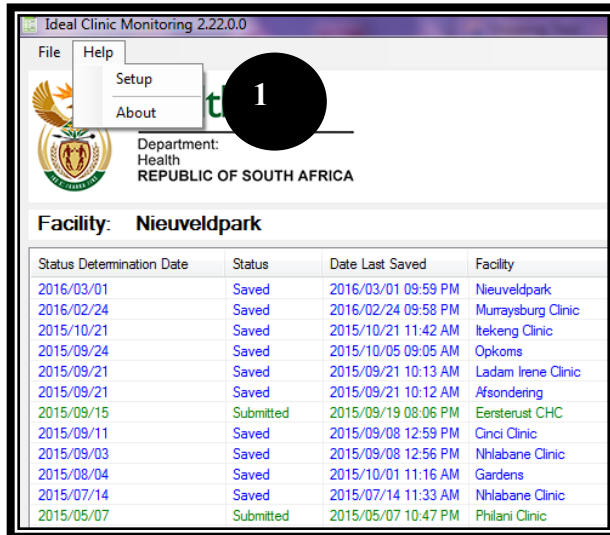 Ideal Clinic Monitoring 2.22.0.0
File Help
Setup
About
1
Department:
Health
REPUBLIC OF SOUTH AFRICA
Facility: Nieuveldpark
Status Determination Date Status Date Last Saved Facility
2016/03/01 Saved 2016/03/01 09:59 PM Nieuveldpark
2016/02/24 Saved 2016/02/24 09:58 PM Murraysburg Clinic
2015/10/21 Saved 2015/10/21 11:42 AM Itekeng Clinic
2015/09/24 Saved 2015/10/05 09:05 AM Opkoms
2015/09/21 Saved 2015/09/21 10:13 AM Ladam Irene Clinic
2015/09/21 Saved 2015/09/21 10:12 AM Afsondering
2015/09/15 Submitted 2015/09/19 08:06 PM Eersterust CHC
2015/09/11 Saved 2015/09/08 12:59 PM Cinci Clinic
2015/09/03 Saved 2015/09/08 12:56 PM Nhlabane Clinic
2015/08/04 Saved 2015/10/01 11:16 AM Gardens
2015/07/14 Saved 2015/07/14 11:33 AM Nhlabane Clinic
2015/05/07 Submitted 2015/05/07 10:47 PM Philani Clinic